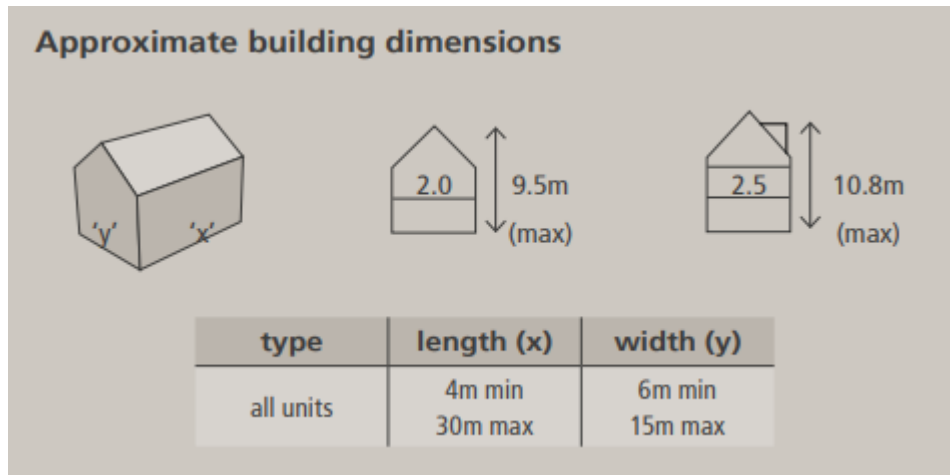 Approximate building dimensions
2.0
9.5m
(max)
2.5
10.8m
(max)
'y'
'x'
type length (x) width (y)
all units
4m min 6m min
30m max 15m max